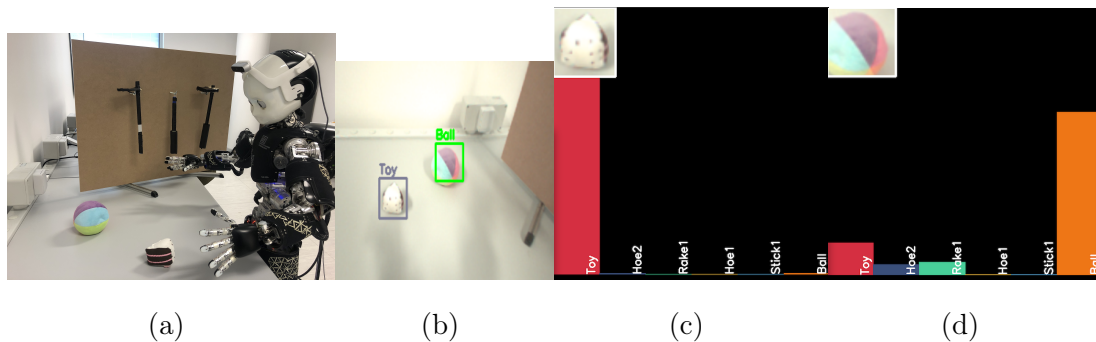 Ball
Toy
Toy
Hoe2
Rake1
Hoe1
Stick1
Ball
Toy
Hoe2
Rake1
Hoe1
Stick1
Ball
(a)
(b)
(c)
(d)